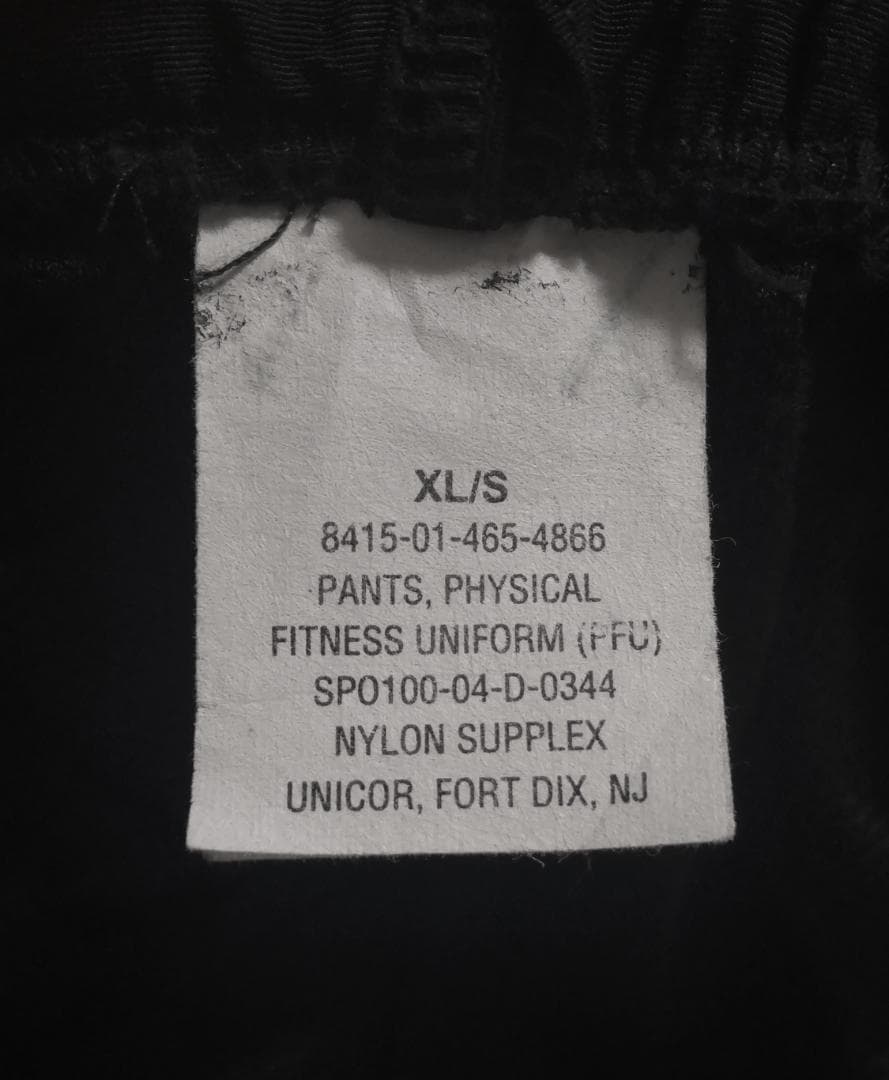 XL/S
8415-01-465-4866
PANTS, PHYSICAL
FITNESS UNIFORM (PFU)
SPO100-04-D-0344
NYLON SUPPLEX
UNICOR, FORT DIX, NJ